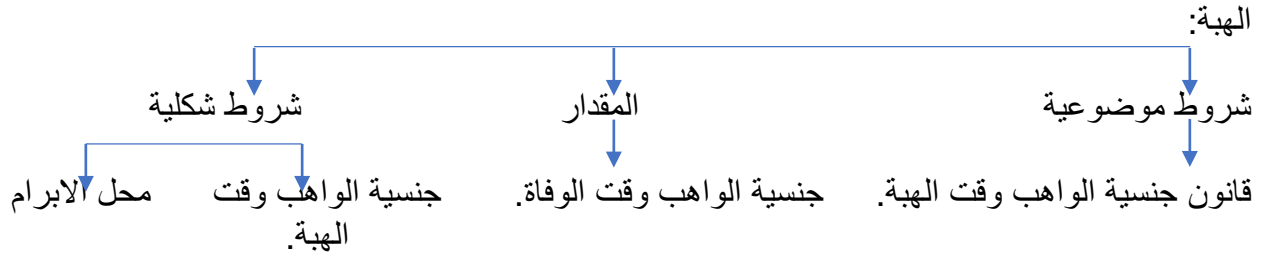 الهبة:
شروط موضوعية
المقدار
شروط شكلية
قانون جنسية الواهب وقت الهبة.
جنسية الواهب وقت الوفاة.
جنسية الواهب وقت
الهبة.
محل الابرام